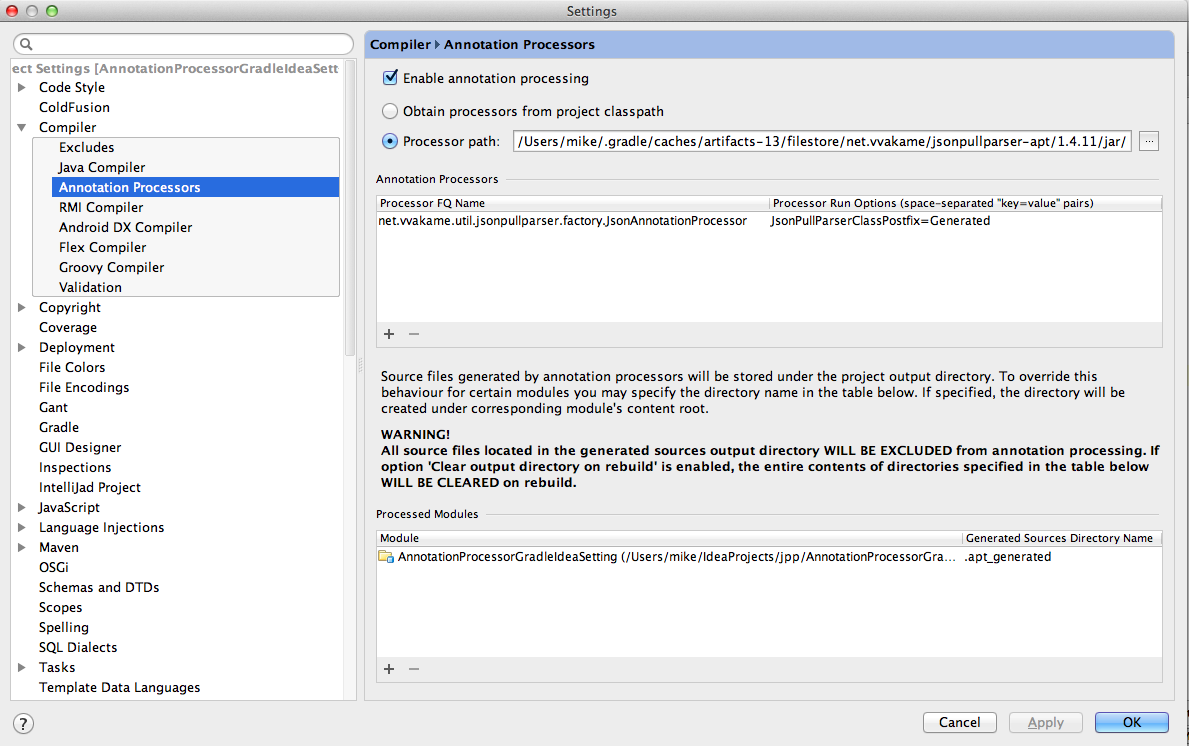 Settings
ect Settings [AnnotationProcessorGradleIdeaSett
Code Style
ColdFusion
Compiler
Excludes
Java Compiler
Annotation Processors
RMI Compiler
Android DX Compiler
Flex Compiler
Groovy Compiler
Validation
Copyright
Coverage
Deployment
File Colors
File Encodings
Gant
Gradle
GUI Designer
Inspections
IntelliJad Project
JavaScript
Language Injections
Maven
OSGi
Schemas and DTDs
Scopes
Spelling
SQL Dialects
Tasks
Template Data Languages
Compiler Annotation Processors
Enable annotation processing
Obtain processors from project classpath
Processor path: /Users/mike/.gradle/caches/artifacts-13/filestore/net.vvakame/jsonpullparser-apt/1.4.11/jar/ ...
Annotation Processors
Processor FQ Name Processor Run Options (space-separated "key=value" pairs)
net.vvakame.util.jsonpullparser.factory.JsonAnnotationProcessor JsonPullParserClassPostfix=Generated
+ −
Source files generated by annotation processors will be stored under the project output directory. To override this
behaviour for certain modules you may specify the directory name in the table below. If specified, the directory will be
created under corresponding module's content root.
WARNING!
All source files located in the generated sources output directory WILL BE EXCLUDED from annotation processing. If
option 'Clear output directory on rebuild' is enabled, the entire contents of directories specified in the table below
WILL BE CLEARED on rebuild.
Processed Modules
Module Generated Sources Directory Name
AnnotationProcessorGradleIdeaSetting (/Users/mike/IdeaProjects/jpp/AnnotationProcessorGra... .apt_generated
+ −
? Cancel Apply OK